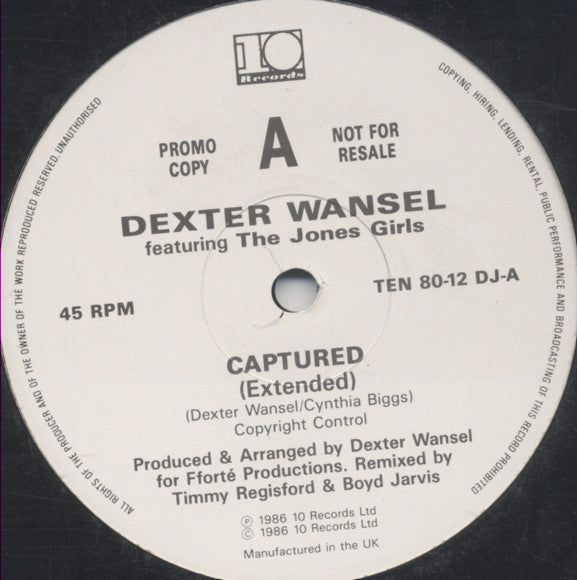 10
Records
PROMO
COPY
A
NOT FOR
RESALE
DEXTER WANSEL
featuring The Jones Girls
45 RPM
TEN 80-12 DJ-A
CAPTURED
(Extended)
(Dexter Wansel/Cynthia Biggs)
Copyright Control
Produced & Arranged by Dexter Wansel
for Fforté Productions. Remixed by
Timmy Regisford & Boyd Jarvis
℗ 1986 10 Records Ltd
© 1986 10 Records Ltd
Manufactured in the UK
ALL RIGHTS OF THE PRODUCER AND OF THE OWNER OF THE WORK REPRODUCED RESERVED. UNAUTHORISED
COPYING, HIRING, LENDING, RENTAL, PUBLIC PERFORMANCE AND BROADCASTING OF THIS RECORD PROHIBITED